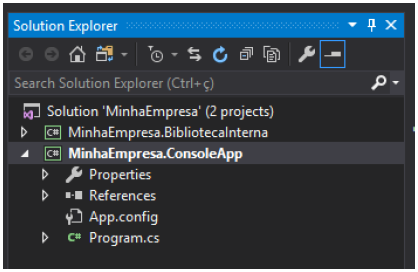 Solution Explorer
Search Solution Explorer (Ctrl+ç)
Solution 'MinhaEmpresa' (2 projects)
C# MinhaEmpresa.BibliotecaInterna
C# MinhaEmpresa.ConsoleApp
Properties
References
App.config
C# Program.cs